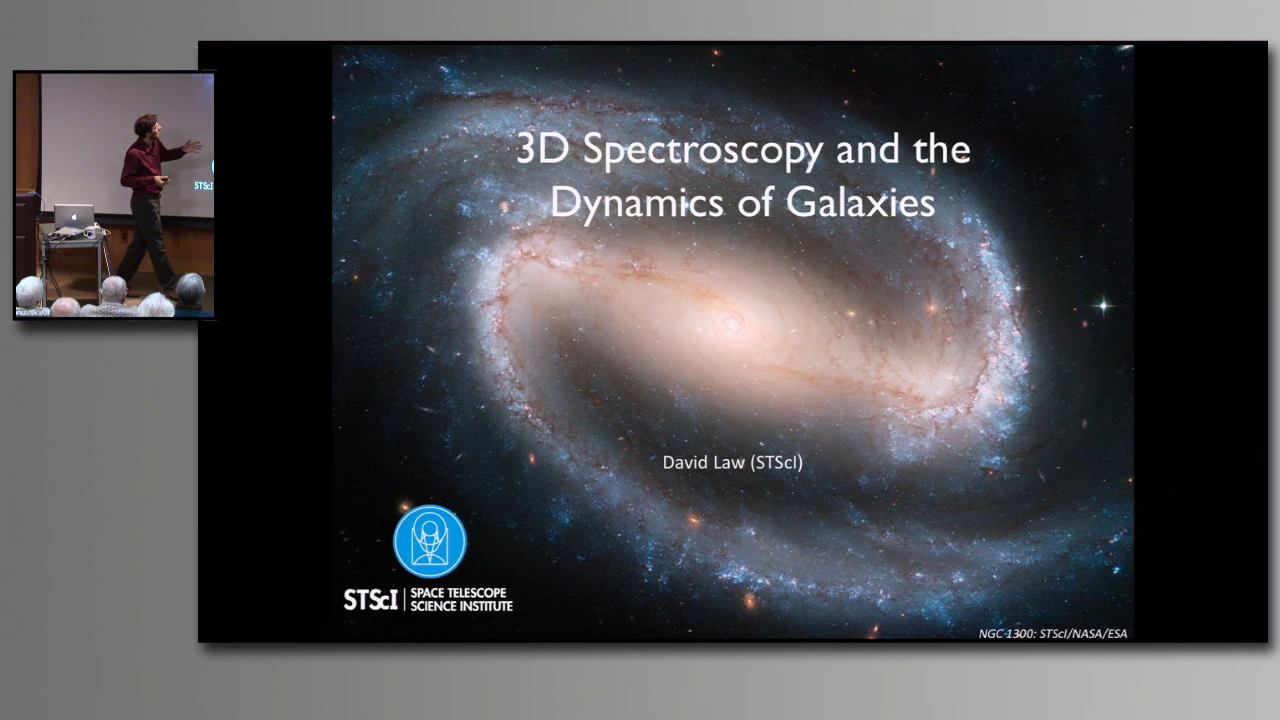 3D Spectroscopy and the
Dynamics of Galaxies
David Law (STScI)
STScI
SPACE TELESCOPE
SCIENCE INSTITUTE
NGC 1300: STScI/NASA/ESA
STScI